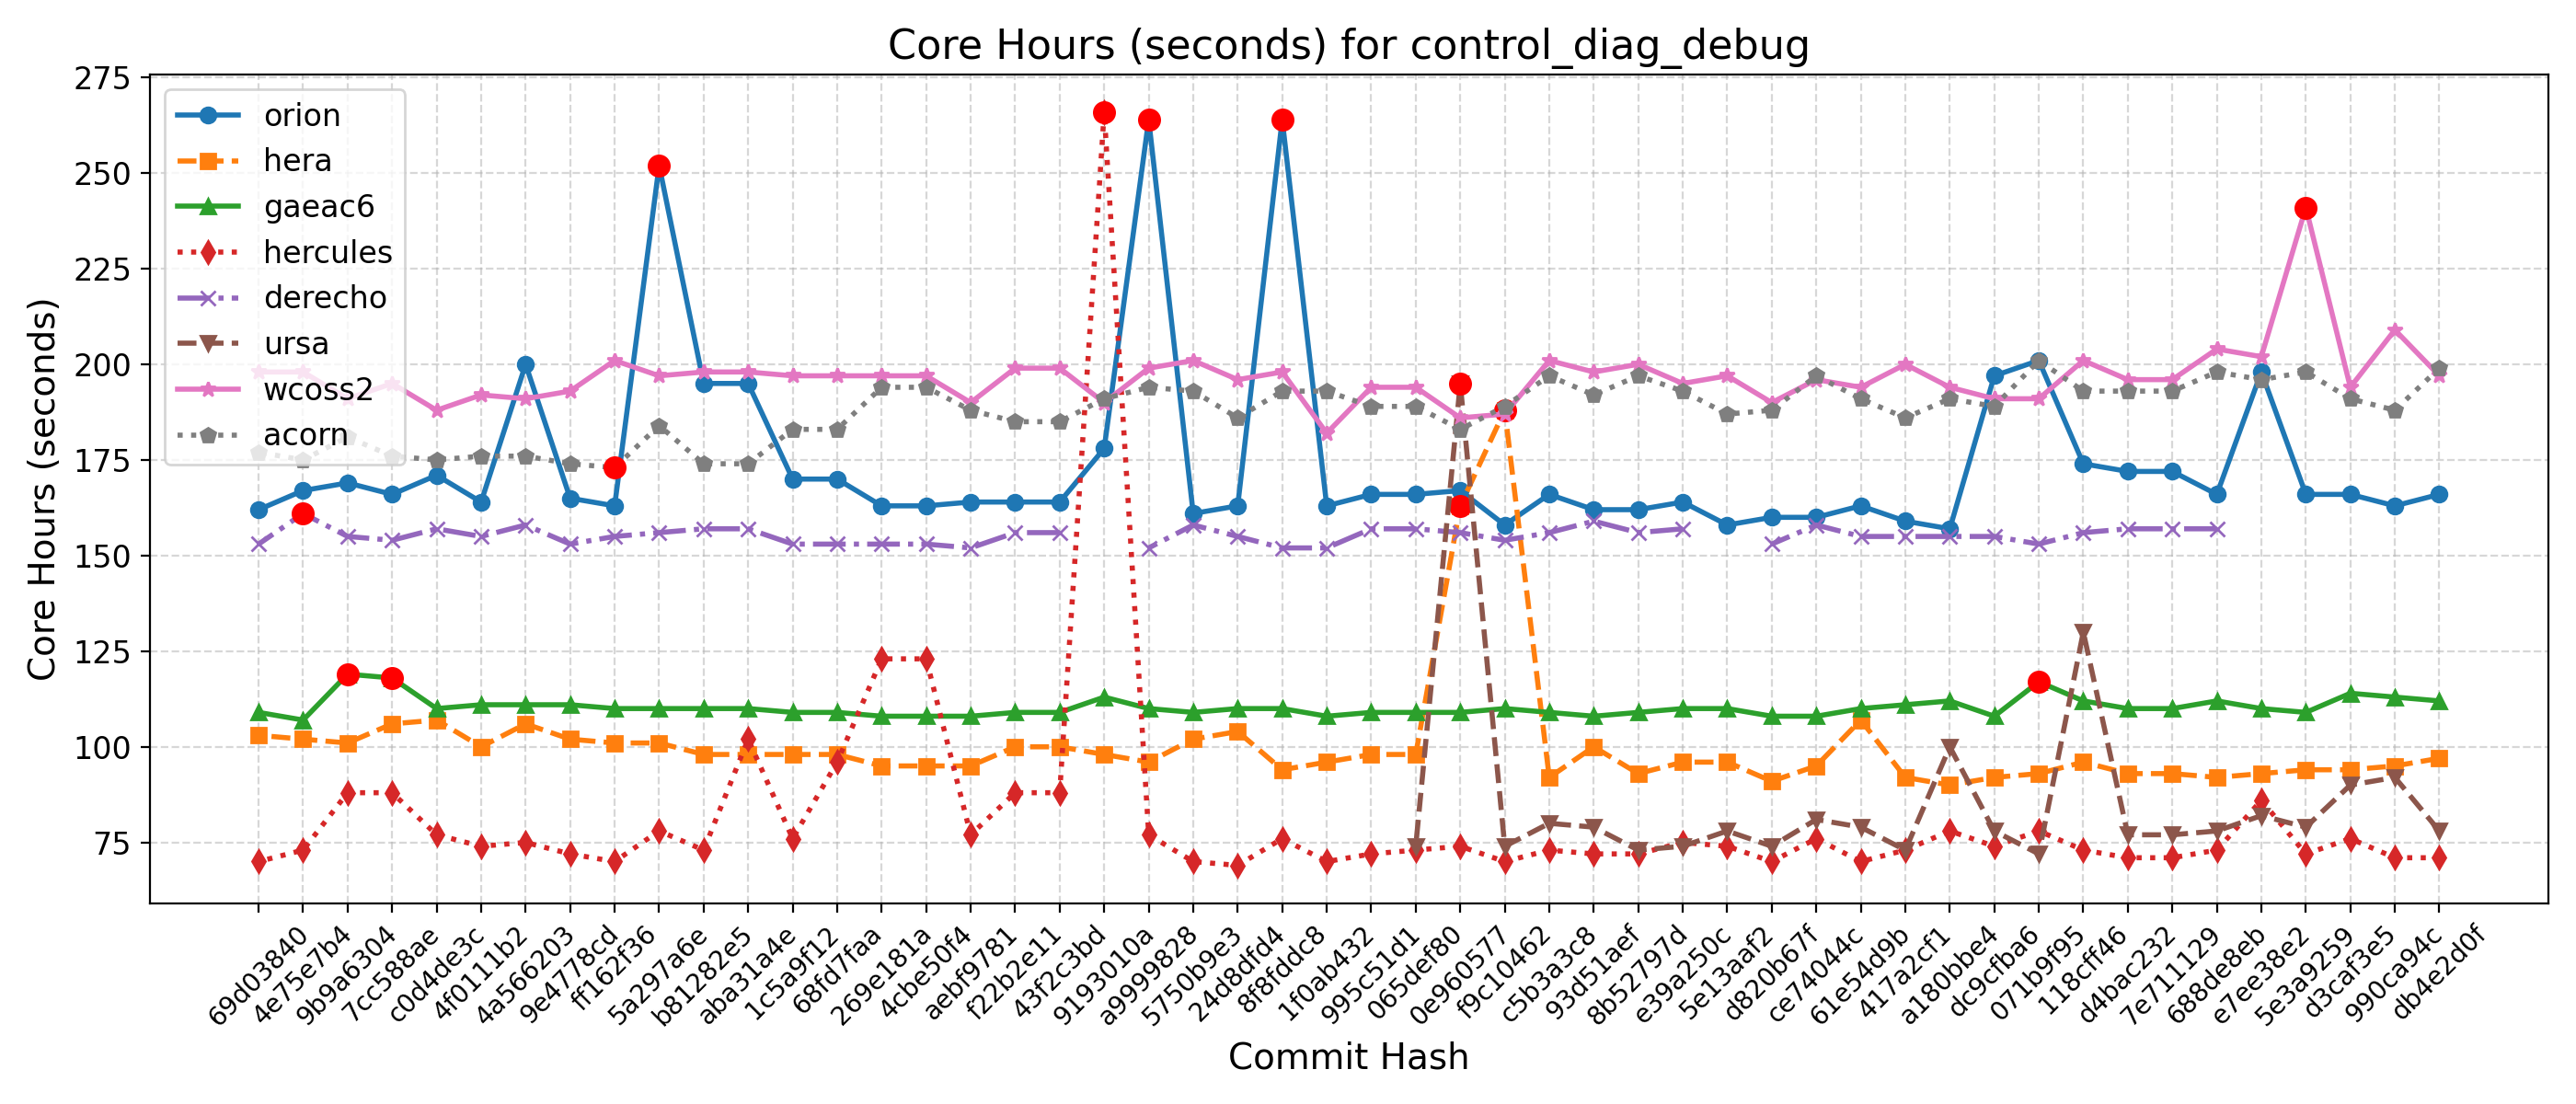 Core Hours (seconds) for control_diag_debug
Core Hours (seconds)
275
250
225
200
175
150
125
100
75
orion
hera
gaeac6
hercules
derecho
ursa
wcoss2
acorn
69d03840
4e75e7b4
9b9a6304
7cc588ae
c0d4de3c
4f0111b2
4a566203
9e4778cd
ff162f36
5a297a6e
b81282e5
aba31a4e
1c5a9f12
68fd7faa
269e181a
4cbe50f4
aebf9781
f22b2e11
43f2c3bd
9193010a
a9999828
5750b9e3
24d8dfd4
8f8fddc8
1f0ab432
995c51d1
065def80
0e960577
f9c10462
c5b3a3c8
93d51aef
8b52797d
e39a250c
5e13aaf2
d820b67f
ce74044c
61e54d9b
417a2cf1
a180bbe4
dc9cfba6
071b9f95
118cff46
d4bac232
7e711129
688de8eb
e7ee38e2
5e3a9259
d3caf3e5
990ca94c
db4e2d0f
Commit Hash